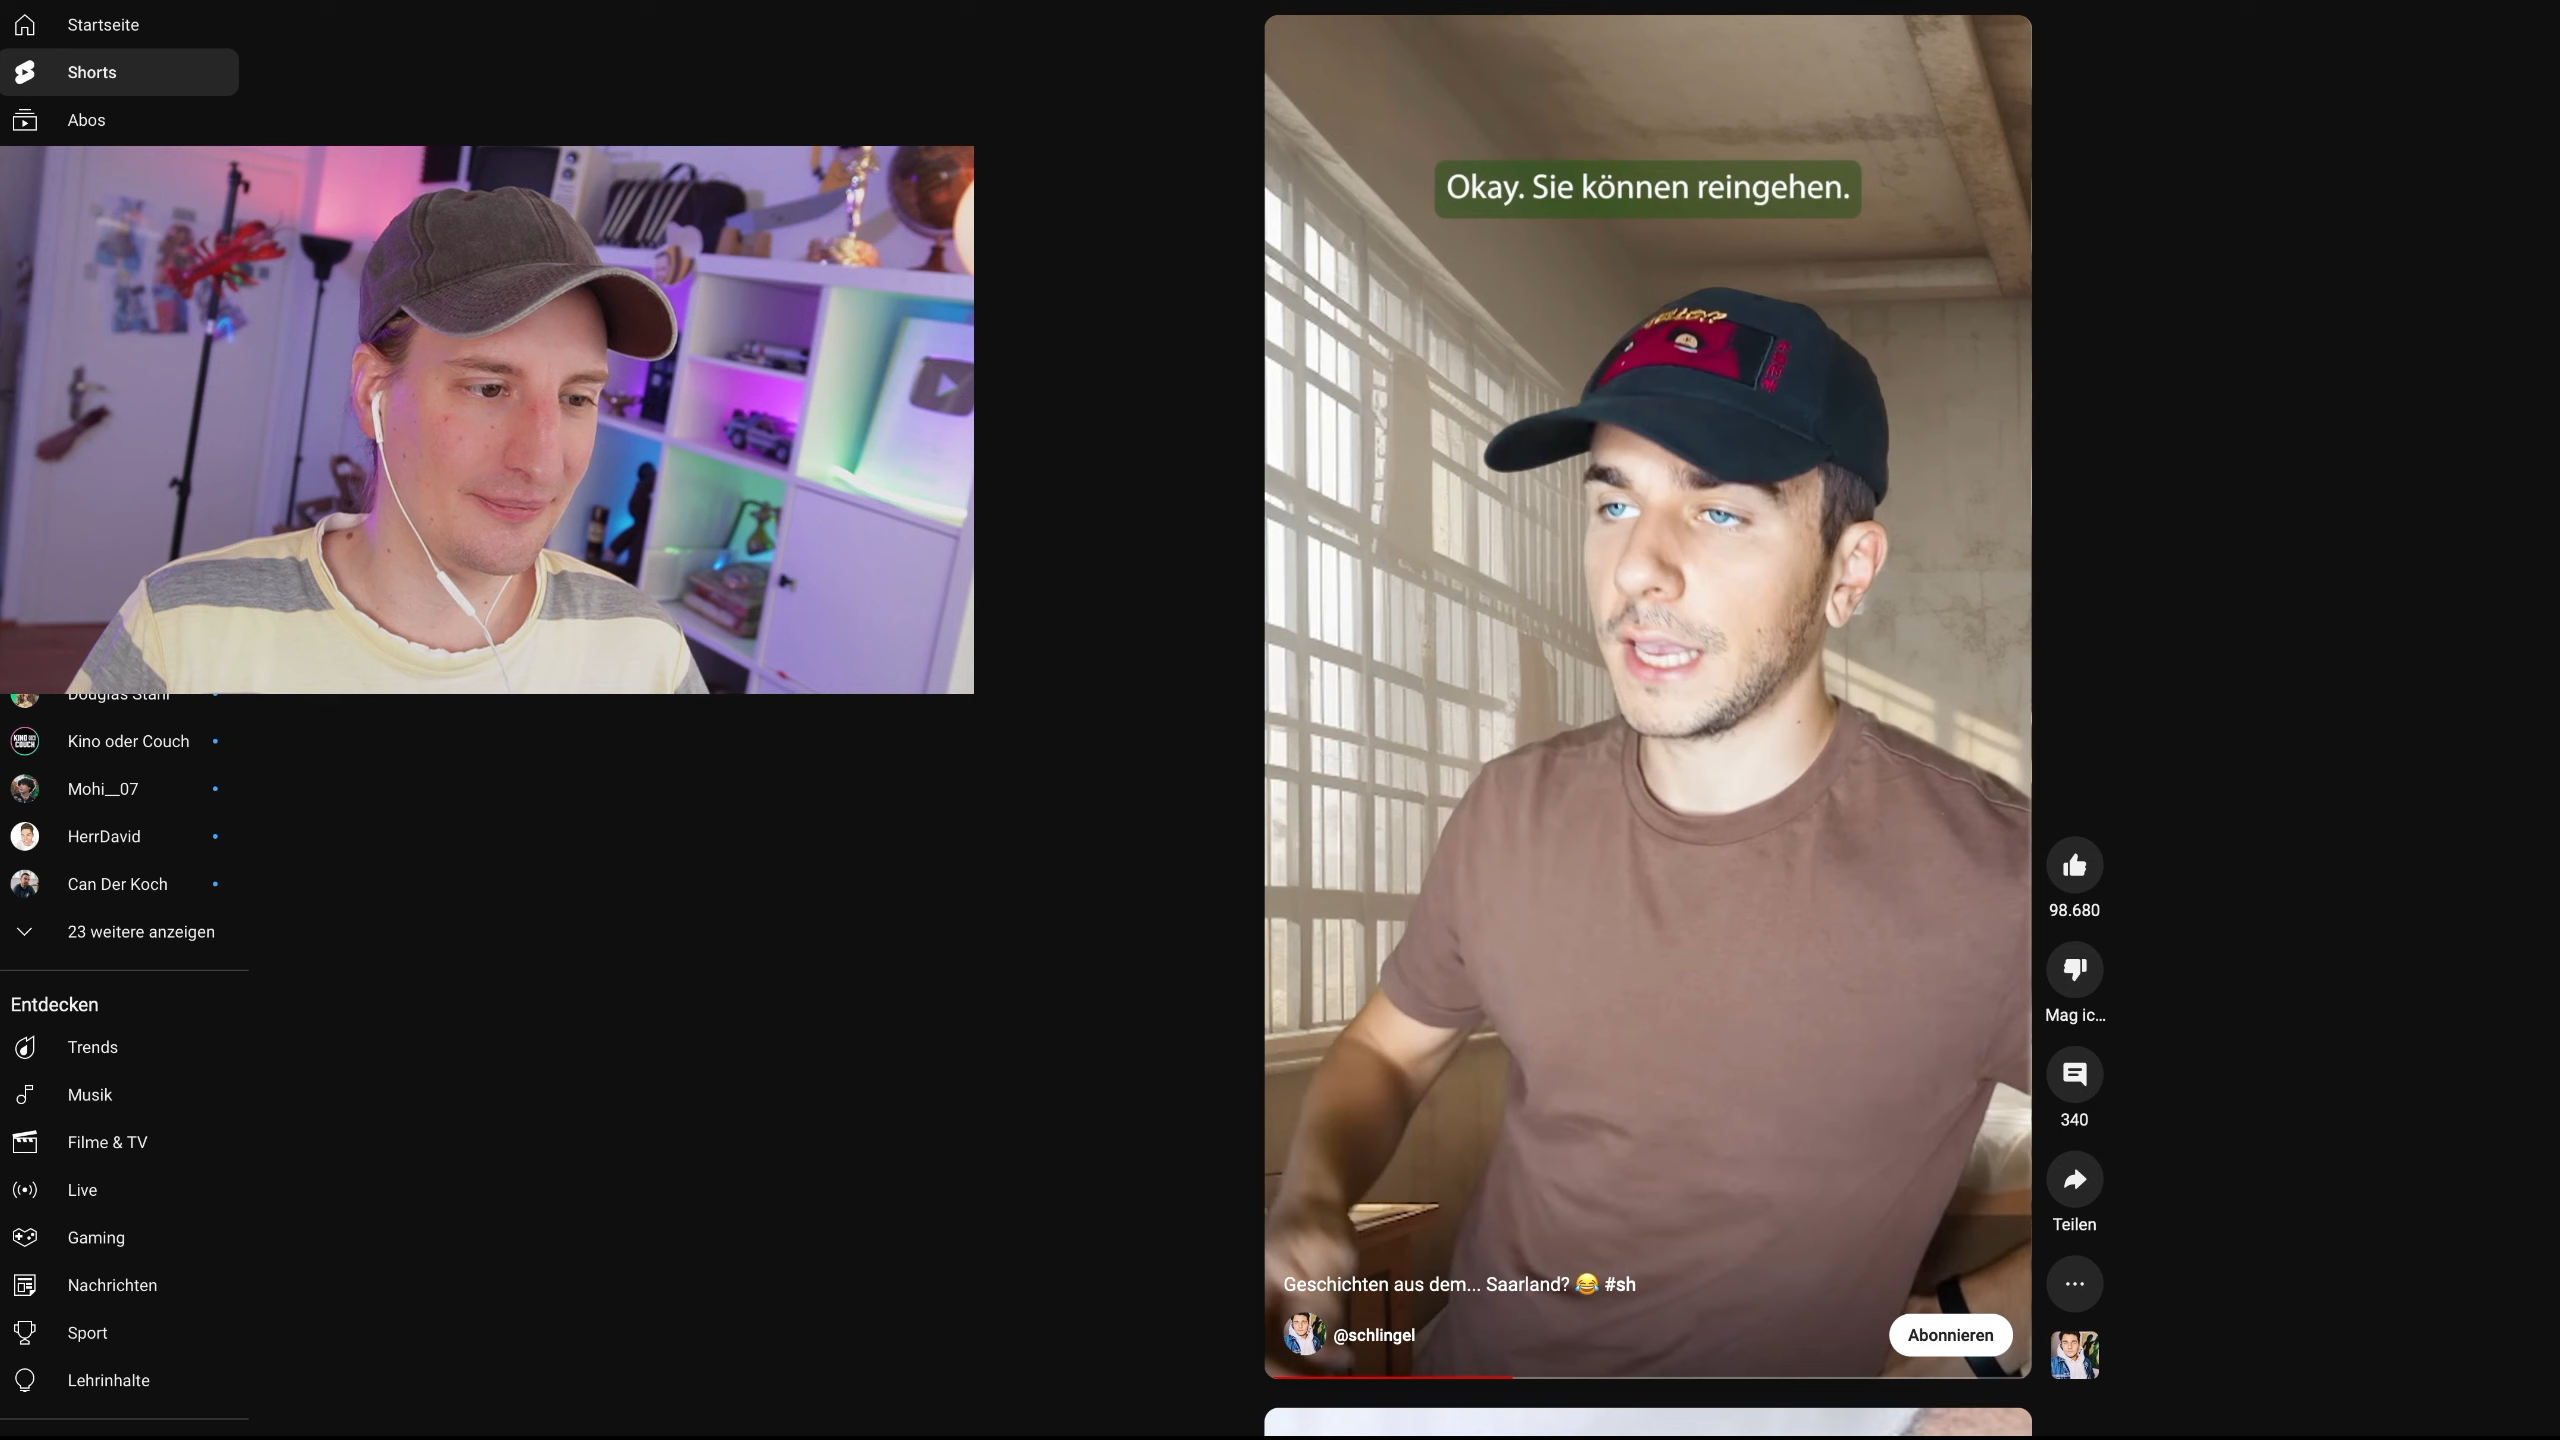 Startseite
Shorts
Abos
Douglas Stahl
Kino oder Couch
Mohi__07
HerrDavid
Can Der Koch
23 weitere anzeigen
Entdecken
Trends
Musik
Filme & TV
Live
Gaming
Nachrichten
Sport
Lehrinhalte
Okay. Sie können reingehen.
Geschichten aus dem... Saarland? 😂 #sh
@schlingel
Abonnieren
98.680
Mag ic...
340
Teilen